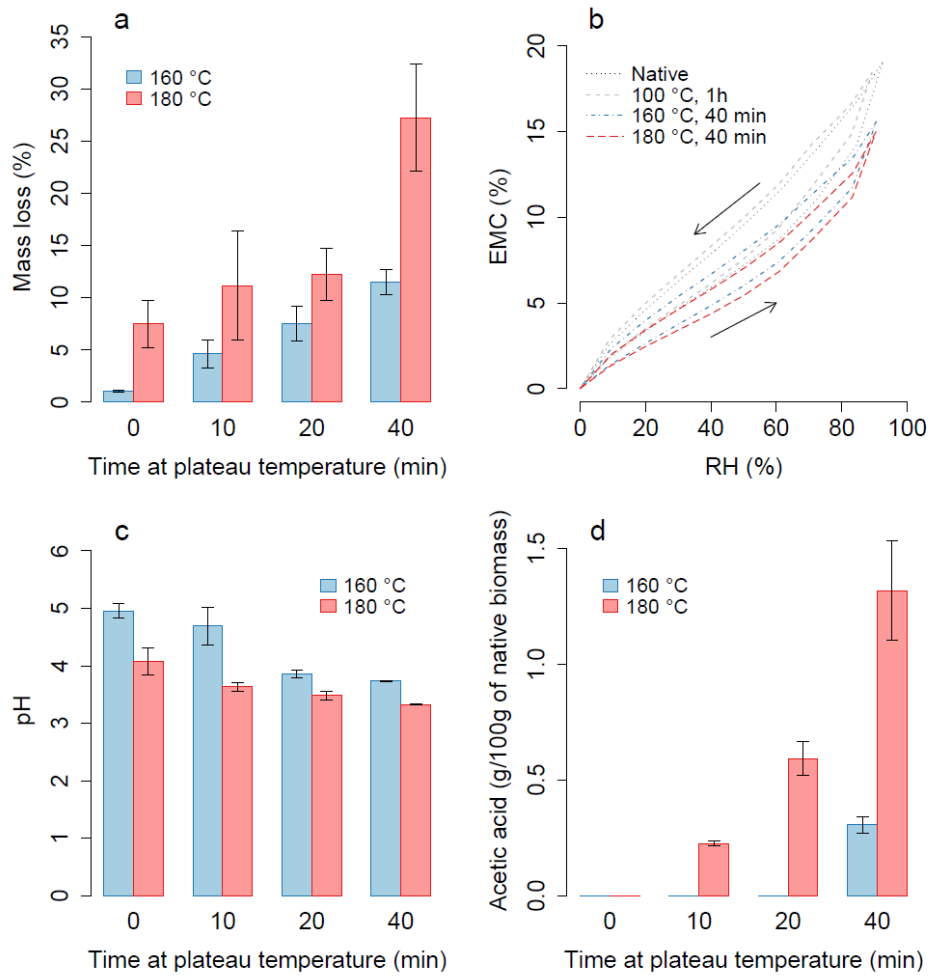 a
35
30
25
20
15
10
5
0
Mass loss (%)
160 °C
180 °C
0 10 20 40
Time at plateau temperature (min)
b
20
15
10
5
0
EMC (%)
Native
100 °C, 1h
160 °C, 40 min
180 °C, 40 min
0 20 40 60 80 100
RH (%)
c
6
5
4
3
2
1
0
pH
160 °C
180 °C
0 10 20 40
Time at plateau temperature (min)
d
1.5
1.0
0.5
0.0
Acetic acid (g/100g of native biomass)
160 °C
180 °C
0 10 20 40
Time at plateau temperature (min)